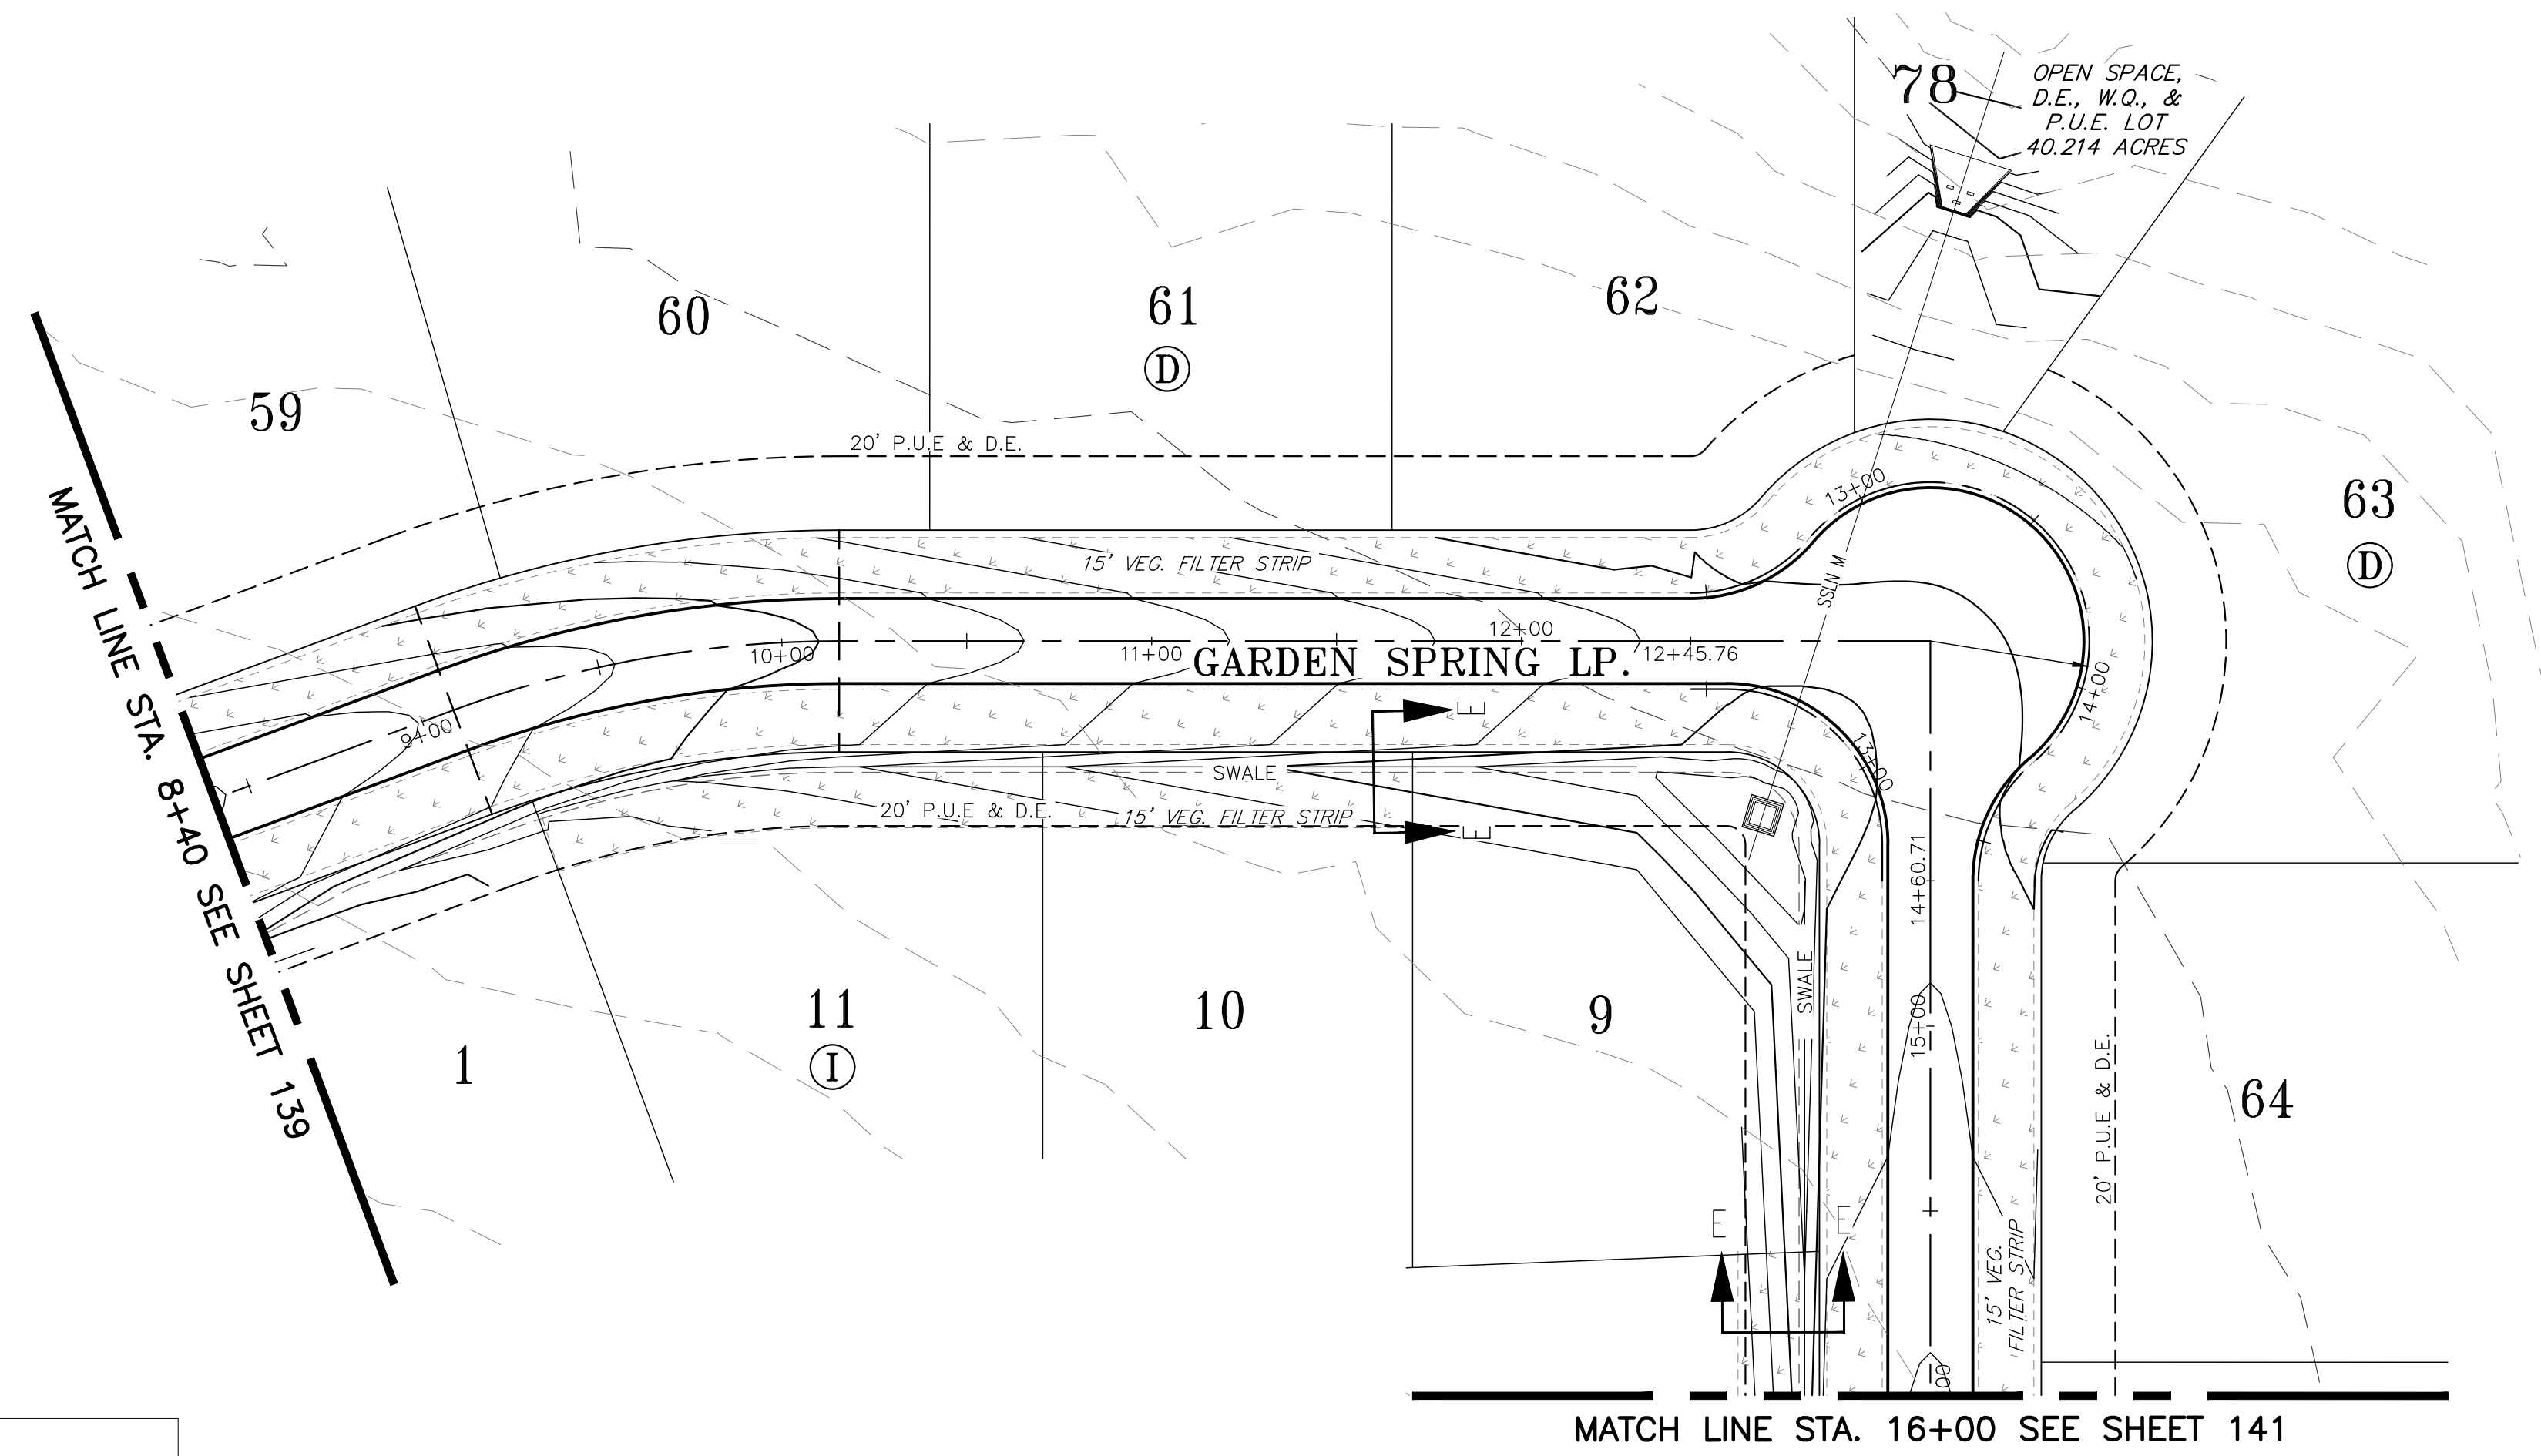 78
OPEN SPACE,
D.E., W.Q., &
P.U.E. LOT
40.214 ACRES
60
61
D
62
59
20' P.U.E & D.E.
63
D
13+00
MATCH LINE STA. 8+40 SEE SHEET 139
15' VEG. FILTER STRIP
SSLN M
9+00
10+00
11+00
12+00
12+45.76
GARDEN SPRING LP.
14+00
E
13+00
SWALE
20' P.U.E & D.E.
15' VEG. FILTER STRIP
E
14+60.71
SWALE
15+00
1
11
I
10
9
20' P.U.E & D.E.
64
E
E
15' VEG.
FILTER STRIP
00
MATCH LINE STA. 16+00 SEE SHEET 141